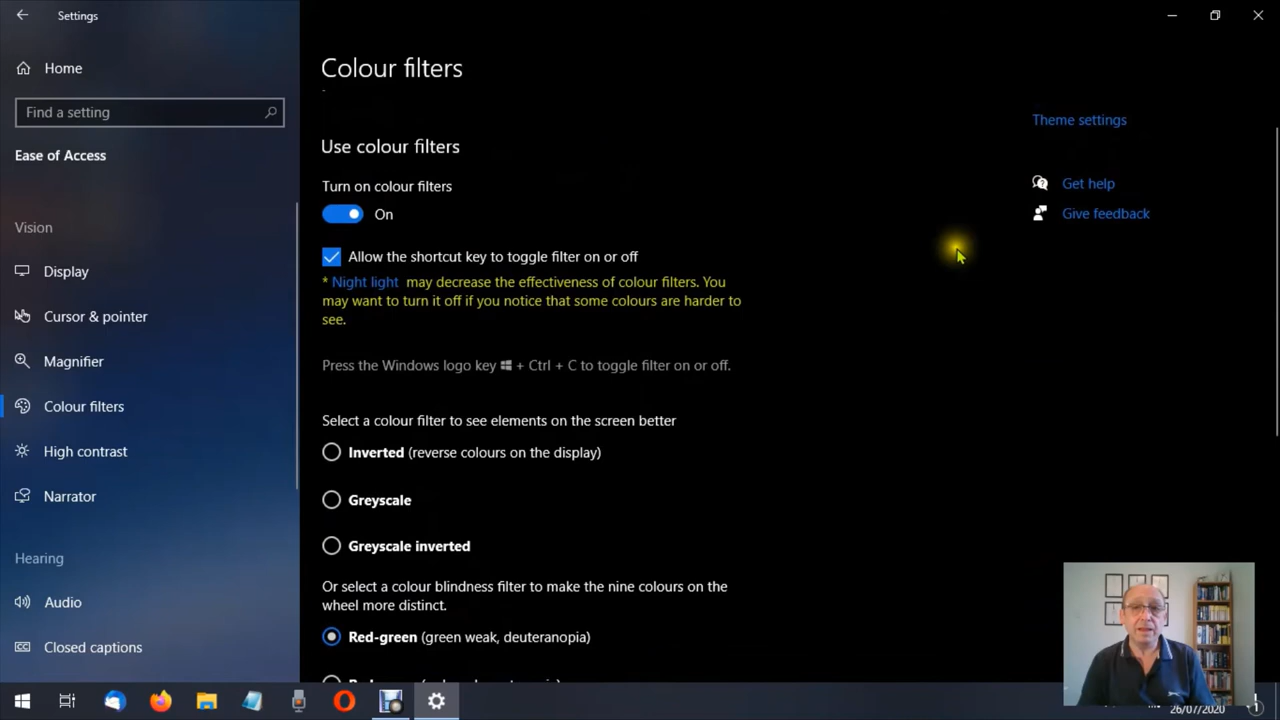 Settings
Home
Find a setting
Ease of Access
Vision
Display
Cursor & pointer
Magnifier
Colour filters
High contrast
Narrator
Hearing
Audio
Closed captions
Colour filters
Use colour filters
Turn on colour filters
On
Allow the shortcut key to toggle filter on or off
* Night light may decrease the effectiveness of colour filters. You
may want to turn it off if you notice that some colours are harder to
see.
Press the Windows logo key + Ctrl + C to toggle filter on or off.
Select a colour filter to see elements on the screen better
Inverted (reverse colours on the display)
Greyscale
Greyscale inverted
Or select a colour blindness filter to make the nine colours on the
wheel more distinct.
Red-green (green weak, deuteranopia)
Theme settings
Get help
Give feedback
26/07/2020